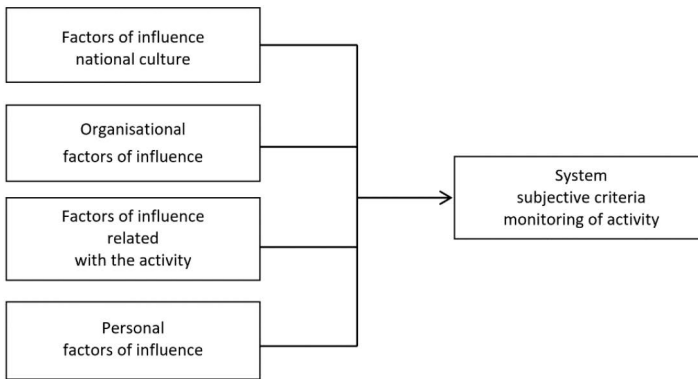 Factors of influence
national culture
Organisational
factors of influence
Factors of influence
related
with the activity
Personal
factors of influence
System
subjective criteria
monitoring of activity